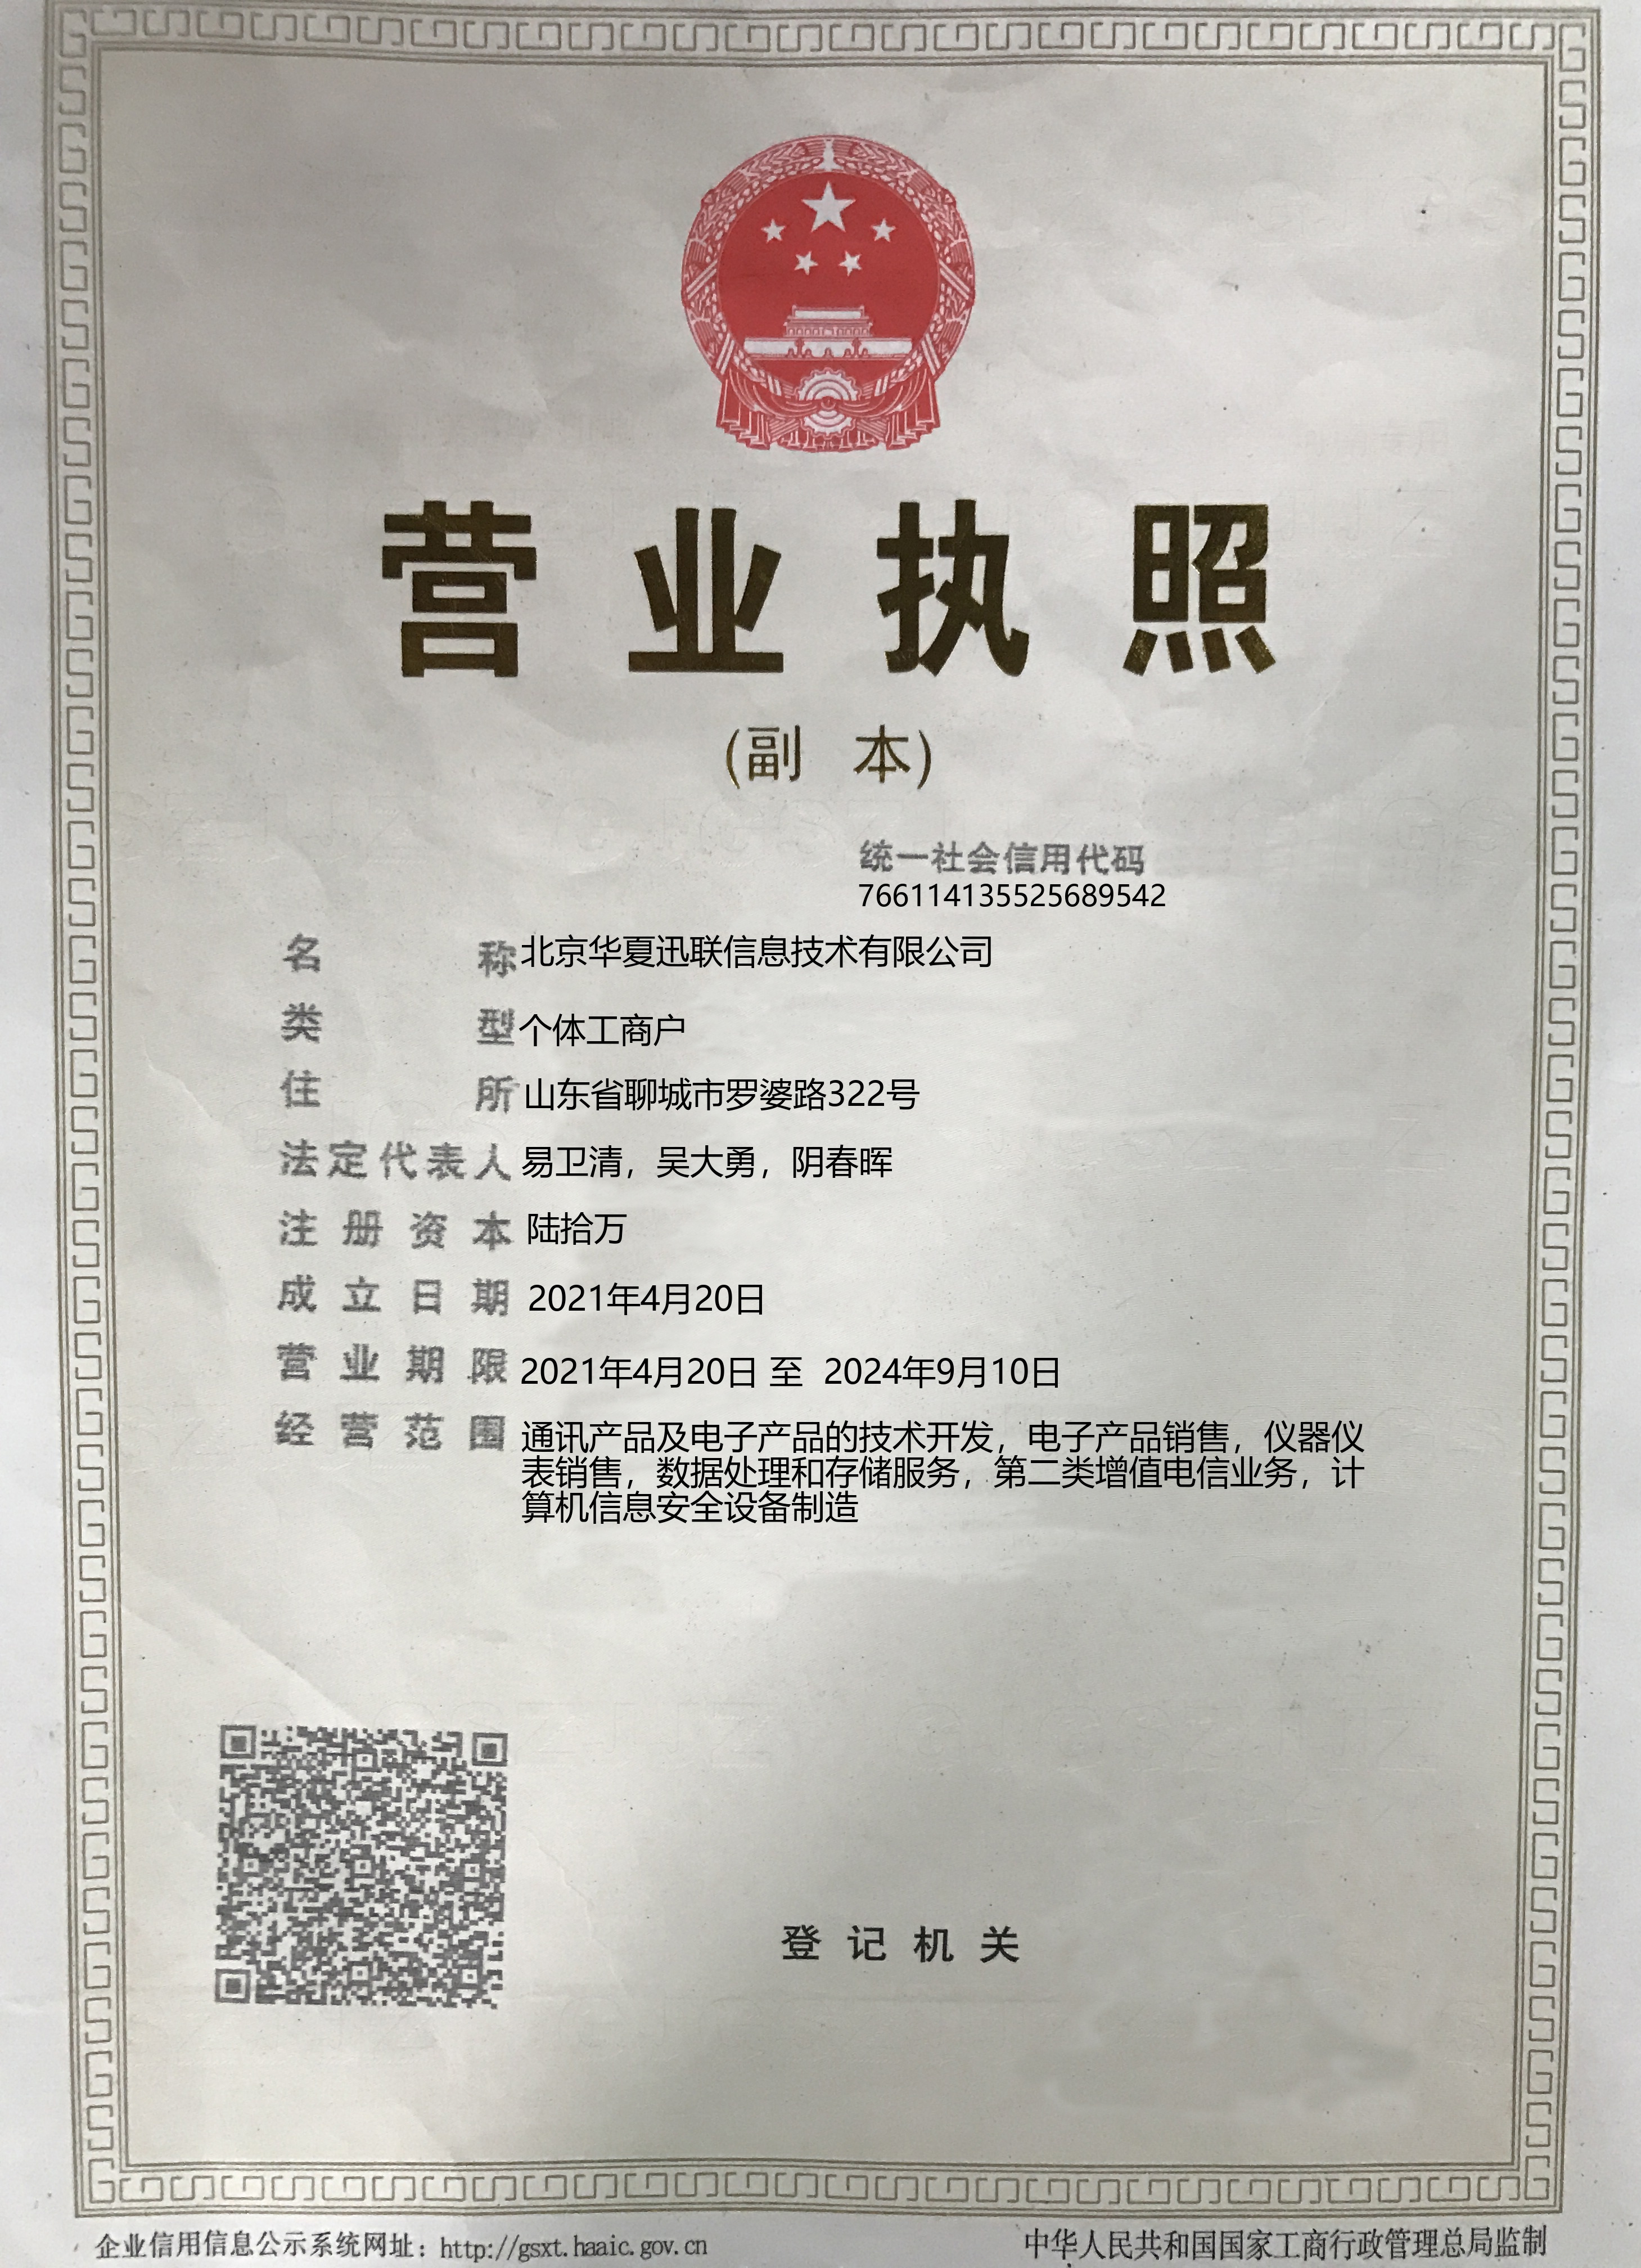 营业执照
(副 本)
统一社会信用代码
766114135525689542
名 称 北京华夏迅联信息技术有限公司
类 型 个体工商户
住 所 山东省聊城市罗婆路322号
法定代表人 易卫清，吴大勇，阴春晖
注册资本 陆拾万
成立日期 2021年4月20日
营业期限 2021年4月20日 至 2024年9月10日
经营范围 通讯产品及电子产品的技术开发，电子产品销售，仪器仪
表销售，数据处理和存储服务，第二类增值电信业务，计
算机信息安全设备制造
登记机关
企业信用信息公示系统网址：http://gsxt.haaic.gov.cn
中华人民共和国国家工商行政管理总局监制